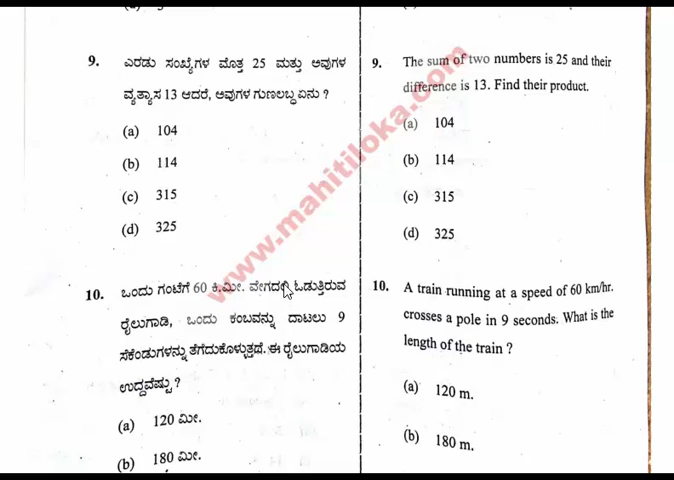 9. ಎರಡು ಸಂಖ್ಯೆಗಳ ಮೊತ್ತ 25 ಮತ್ತು ಅವುಗಳ
ವ್ಯತ್ಯಾಸ 13 ಆದರೆ, ಅವುಗಳ ಗುಣಲಬ್ಧ ಏನು ?
(a) 104
(b) 114
(c) 315
(d) 325
10. ಒಂದು ಗಂಟೆಗೆ 60 ಕಿ.ಮೀ. ವೇಗದಲ್ಲಿ ಓಡುತ್ತಿರುವ
ರೈಲುಗಾಡಿ, ಒಂದು ಕಂಬವನ್ನು ದಾಟಲು 9
ಸೆಕೆಂಡುಗಳನ್ನು ತೆಗೆದುಕೊಳ್ಳುತ್ತದೆ. ಈ ರೈಲುಗಾಡಿಯ
ಉದ್ದವೆಷ್ಟು ?
(a) 120 ಮೀ.
(b) 180 ಮೀ.
9. The sum of two numbers is 25 and their
difference is 13. Find their product.
(a) 104
(b) 114
(c) 315
(d) 325
10. A train running at a speed of 60 km/hr.
crosses a pole in 9 seconds. What is the
length of the train ?
(a) 120 m.
(b) 180 m.
www.mahitiloka.com